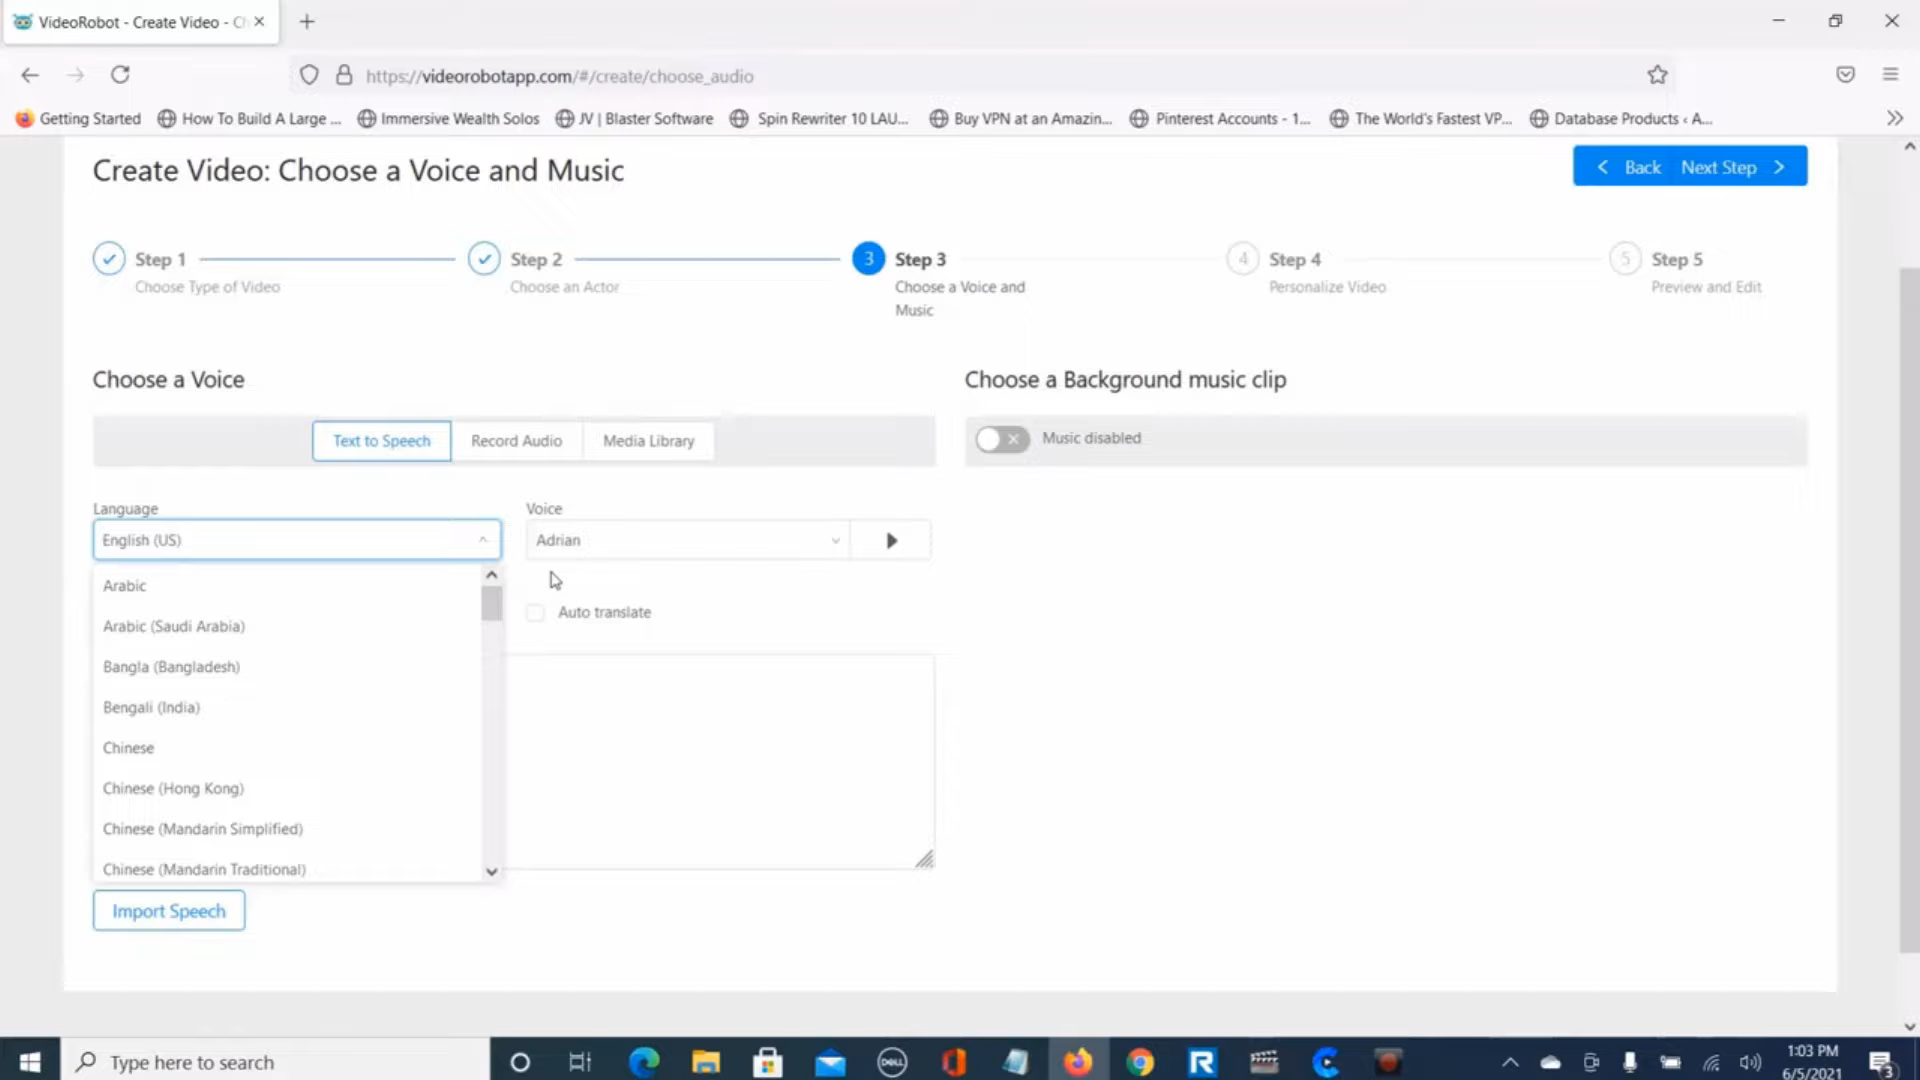 VideoRobot - Create Video - Ch
https://videorobotapp.com/#/create/choose_audio
Getting Started
How To Build A Large ...
Immersive Wealth Solos
JV | Blaster Software
Spin Rewriter 10 LAU...
Buy VPN at an Amazin...
Pinterest Accounts - 1...
The World's Fastest VP...
Database Products ‹ A...
Create Video: Choose a Voice and Music
Back
Next Step
Step 1
Choose Type of Video
Step 2
Choose an Actor
3
Step 3
Choose a Voice and
Music
4
Step 4
Personalize Video
5
Step 5
Preview and Edit
Choose a Voice
Text to Speech
Record Audio
Media Library
Choose a Background music clip
Music disabled
Language
English (US)
Voice
Adrian
Auto translate
Arabic
Arabic (Saudi Arabia)
Bangla (Bangladesh)
Bengali (India)
Chinese
Chinese (Hong Kong)
Chinese (Mandarin Simplified)
Chinese (Mandarin Traditional)
Import Speech
Type here to search
DELL
R
1:03 PM
6/5/2021
3